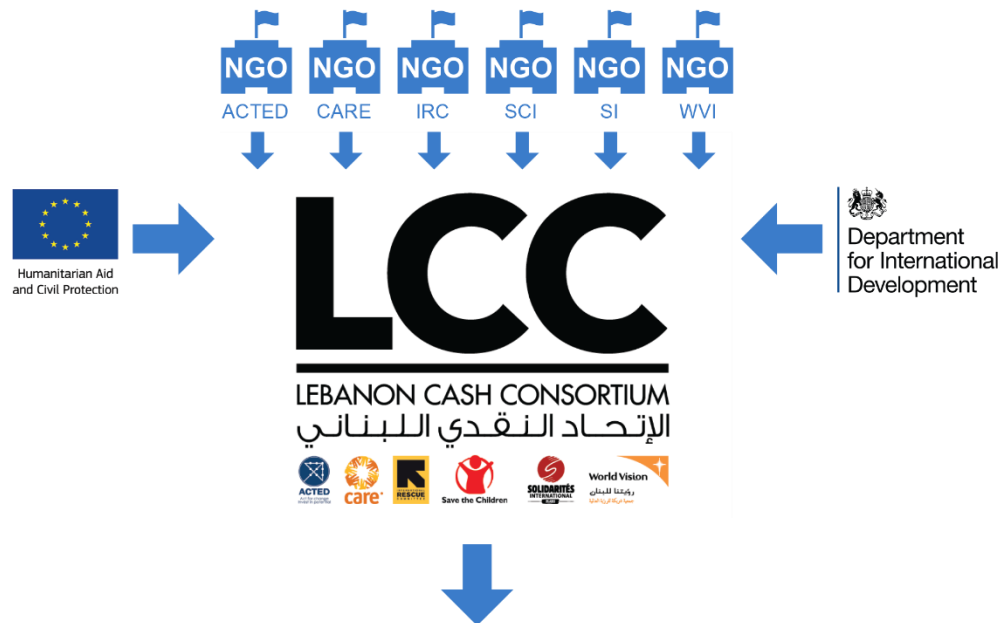 NGO NGO NGO NGO NGO NGO
ACTED CARE IRC SCI SI WVI
Humanitarian Aid
and Civil Protection
Department
for International
Development
LCC
LEBANON CASH CONSORTIUM
الإتحاد النقدي اللبناني
ACTED
care
RESCUE
Save the Children
SOLIDARITÉS
INTERNATIONAL
World Vision
رؤيتنا للبنان